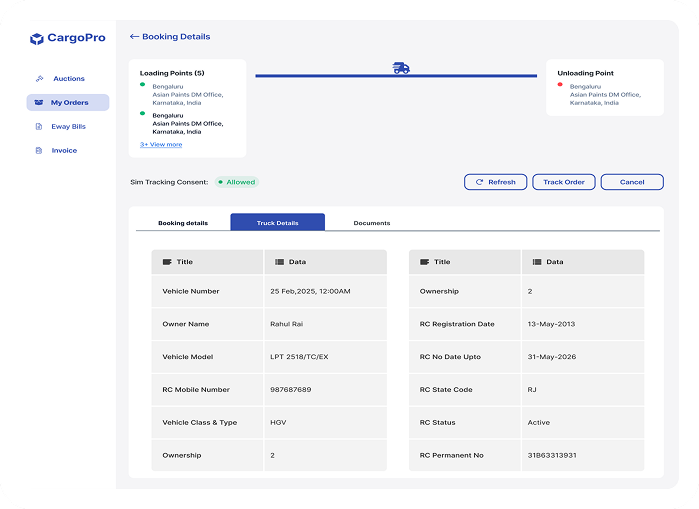 CargoPro
Auctions
My Orders
Eway Bills
Invoice
Booking Details
Loading Points (5)
Bengaluru
Asian Paints DM Office,
Karnataka, India
Bengaluru
Asian Paints DM Office,
Karnataka, India
3+ View more
Unloading Point
Bengaluru
Asian Paints DM Office,
Karnataka, India
Sim Tracking Consent: Allowed
Refresh
Track Order
Cancel
Booking details
Truck Details
Documents
Title Data
Vehicle Number 25 Feb,2025, 12:00AM
Owner Name Rahul Rai
Vehicle Model LPT 2518/TC/EX
RC Mobile Number 987687689
Vehicle Class & Type HGV
Ownership 2
Title Data
Ownership 2
RC Registration Date 13-May-2013
RC No Date Upto 31-May-2026
RC State Code RJ
RC Status Active
RC Permanent No 31B63313931